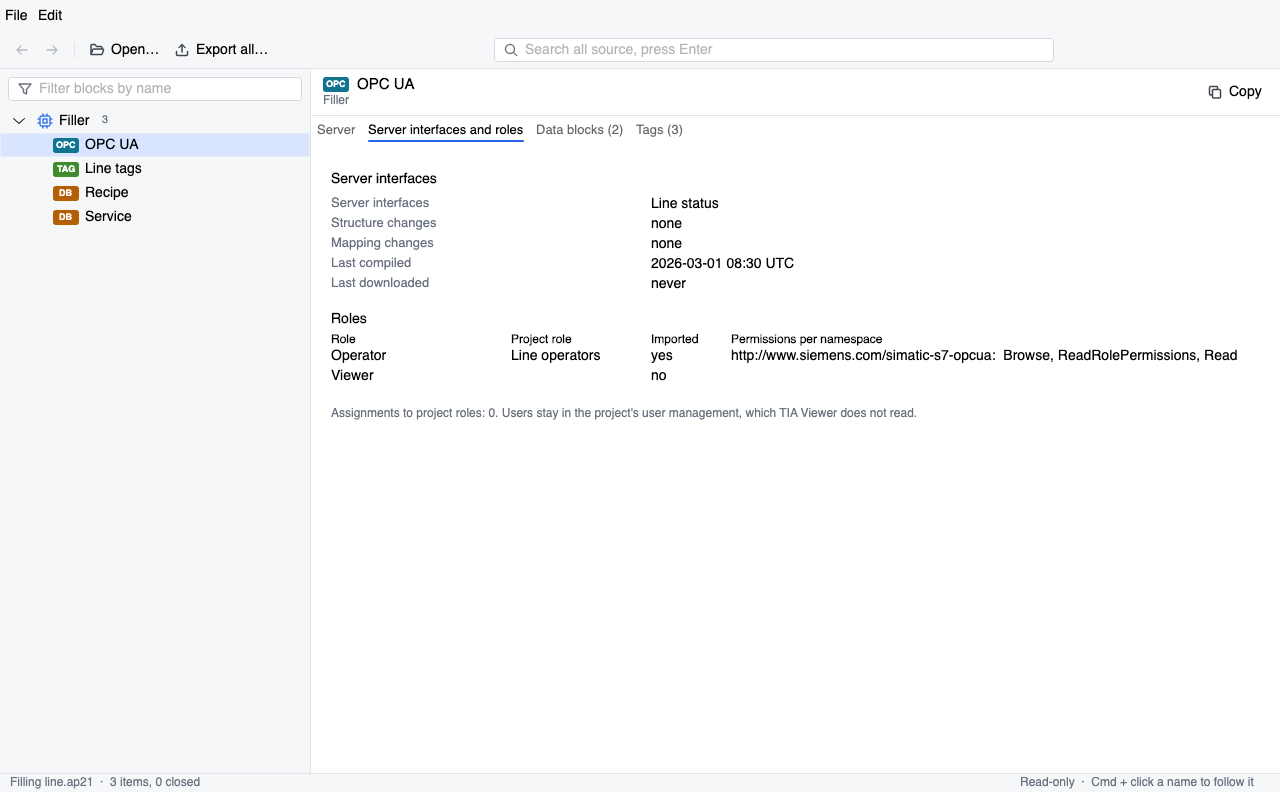 File Edit
Open… Export all… Search all source, press Enter
Filter blocks by name
Filler 3
OPC OPC UA
TAG Line tags
DB Recipe
DB Service
OPC OPC UA
Filler
Copy
Server Server interfaces and roles Data blocks (2) Tags (3)
Server interfaces
Server interfaces Line status
Structure changes none
Mapping changes none
Last compiled 2026-03-01 08:30 UTC
Last downloaded never
Roles
Role Project role Imported Permissions per namespace
Operator Line operators yes http://www.siemens.com/simatic-s7-opcua: Browse, ReadRolePermissions, Read
Viewer no
Assignments to project roles: 0. Users stay in the project's user management, which TIA Viewer does not read.
Filling line.ap21 · 3 items, 0 closed
Read-only · Cmd + click a name to follow it